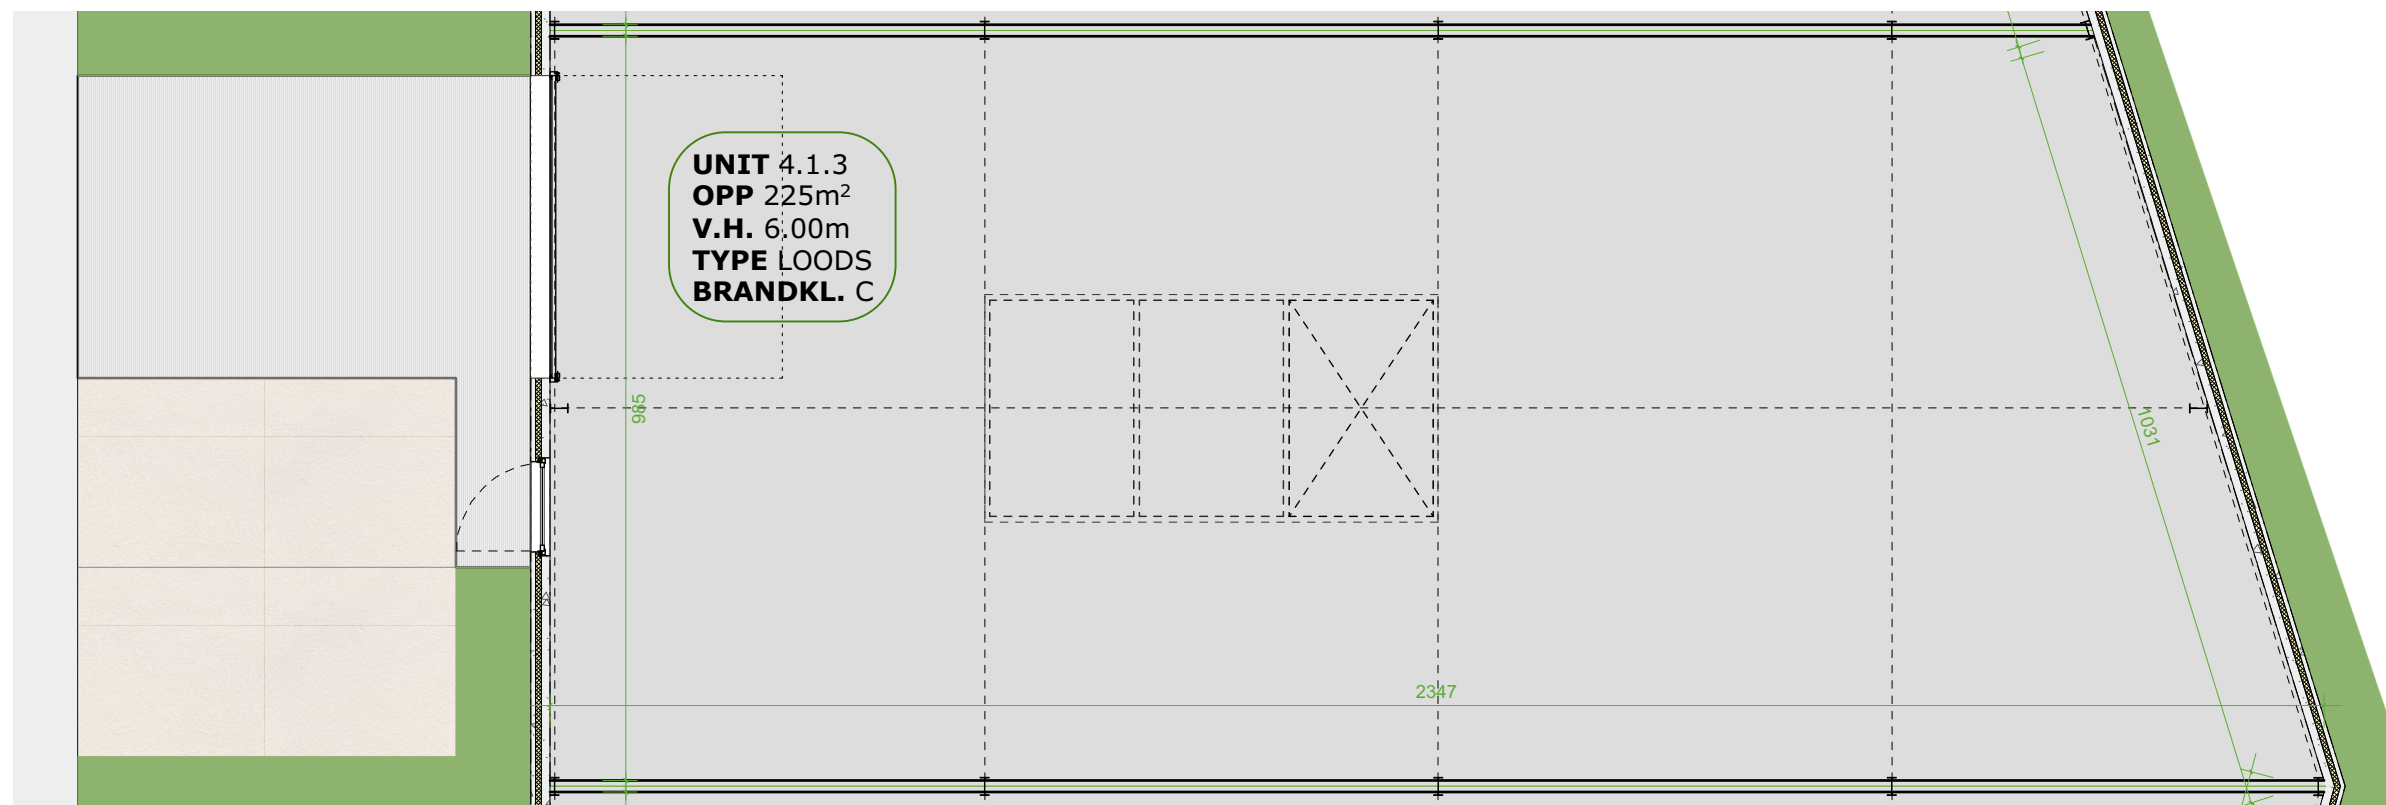 UNIT 4.1.3
OPP 225m²
V.H. 6.00m
TYPE LOODS
BRANDKL. C
985
1031
2347